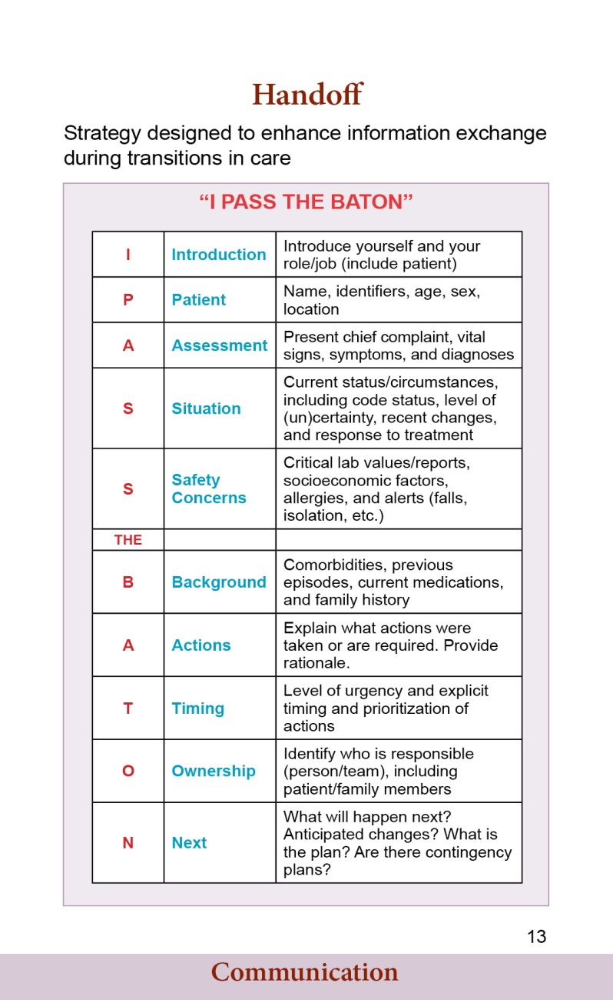 Handoff
Strategy designed to enhance information exchange
during transitions in care
“I PASS THE BATON”
I
Introduction
Introduce yourself and your
role/job (include patient)
P
Patient
Name, identifiers, age, sex,
location
A
Assessment
Present chief complaint, vital
signs, symptoms, and diagnoses
S
Situation
Current status/circumstances,
including code status, level of
(un)certainty, recent changes,
and response to treatment
S
Safety
Concerns
Critical lab values/reports,
socioeconomic factors,
allergies, and alerts (falls,
isolation, etc.)
THE
B
Background
Comorbidities, previous
episodes, current medications,
and family history
A
Actions
Explain what actions were
taken or are required. Provide
rationale.
T
Timing
Level of urgency and explicit
timing and prioritization of
actions
O
Ownership
Identify who is responsible
(person/team), including
patient/family members
N
Next
What will happen next?
Anticipated changes? What is
the plan? Are there contingency
plans?
13
Communication